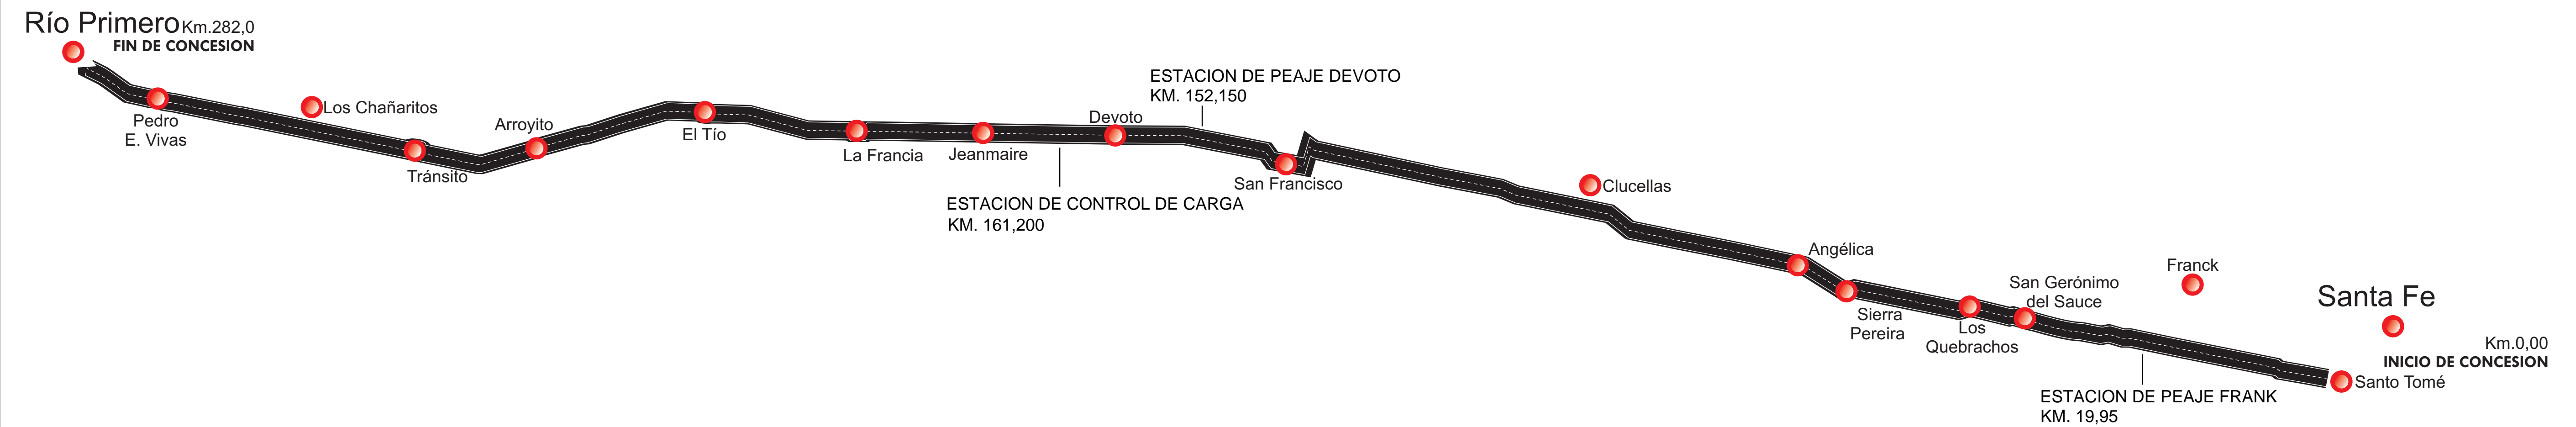 Río Primero Km.282,0
FIN DE CONCESION
Pedro
E. Vivas
Los Chañaritos
Tránsito
Arroyito
El Tío
La Francia
Jeanmaire
Devoto
ESTACION DE CONTROL DE CARGA
KM. 161,200
ESTACION DE PEAJE DEVOTO
KM. 152,150
San Francisco
Clucellas
Angélica
Sierra
Pereira
Los
Quebrachos
San Gerónimo
del Sauce
Franck
ESTACION DE PEAJE FRANK
KM. 19,95
Santa Fe
Km.0,00
INICIO DE CONCESION
Santo Tomé